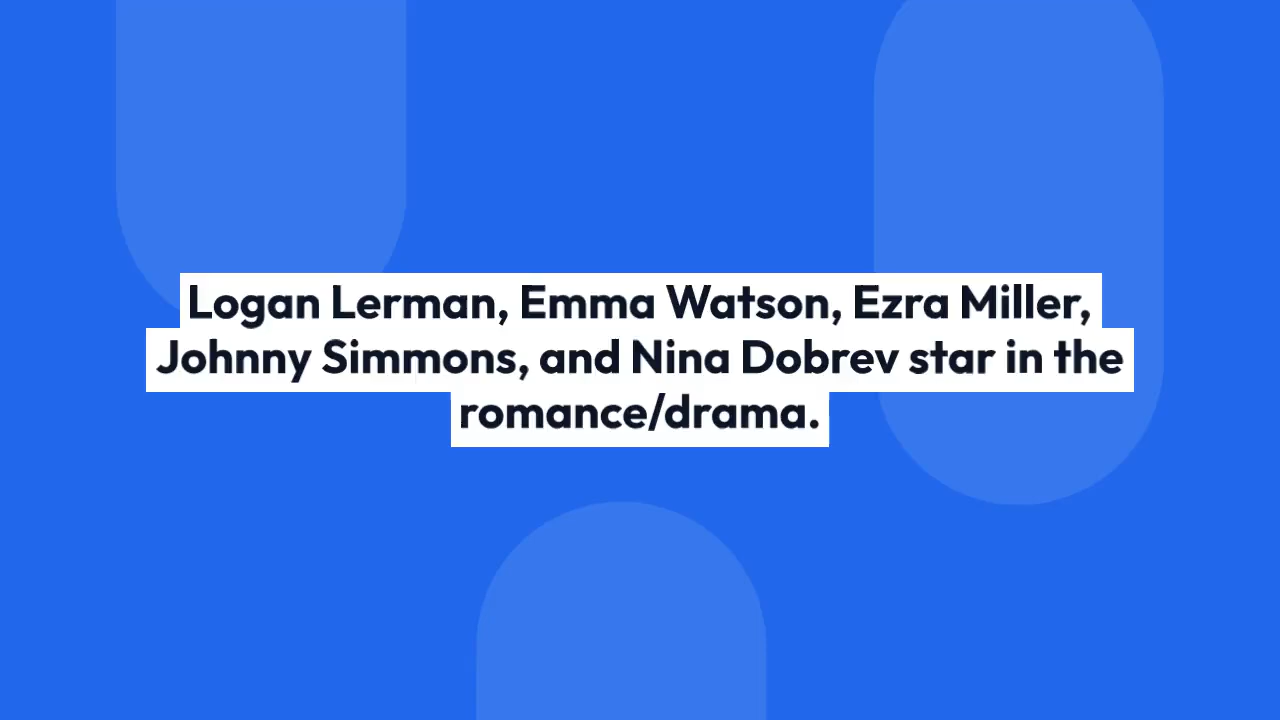 Logan Lerman, Emma Watson, Ezra Miller,
Johnny Simmons, and Nina Dobrev star in the
romance/drama.